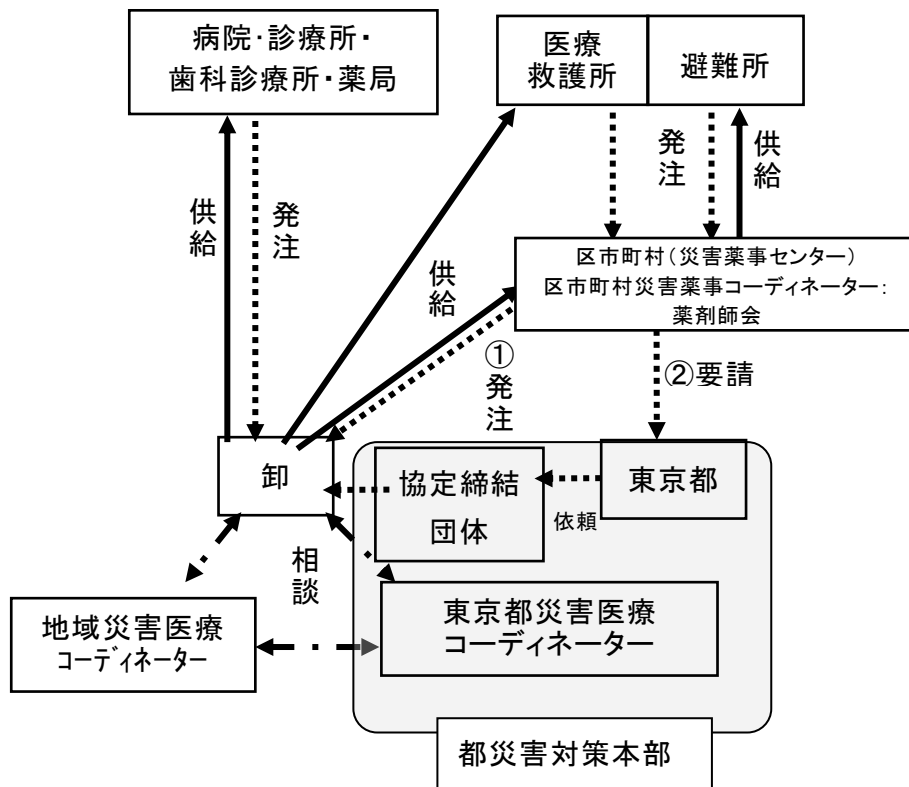 病院・診療所・
歯科診療所・薬局
医療
救護所
避難所
供給
発注
発注
供給
供給
区市町村（災害薬事センター）
区市町村災害薬事コーディネーター：
薬剤師会
①発注
②要請
卸
協定締結
団体
依頼
東京都
相談
地域災害医療
コーディネーター
東京都災害医療
コーディネーター
都災害対策本部